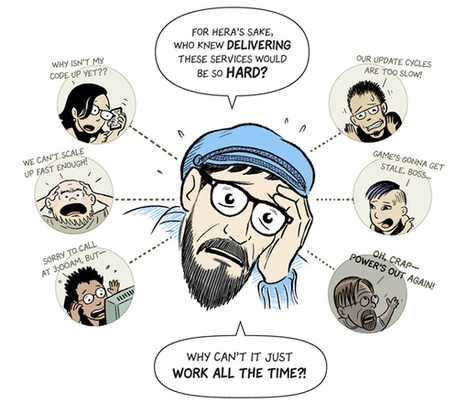 FOR HERA'S SAKE,
WHO KNEW DELIVERING
THESE SERVICES WOULD
BE SO HARD?
WHY ISN'T MY
CODE UP YET??
OUR UPDATE CYCLES
ARE TOO SLOW!
WE CAN'T SCALE
UP FAST ENOUGH!
GAME'S GONNA GET
STALE, BOSS...
SORRY TO CALL
AT 3:00AM, BUT—
OH, CRAP—
POWER'S OUT AGAIN!
WHY CAN'T IT JUST
WORK ALL THE TIME?!